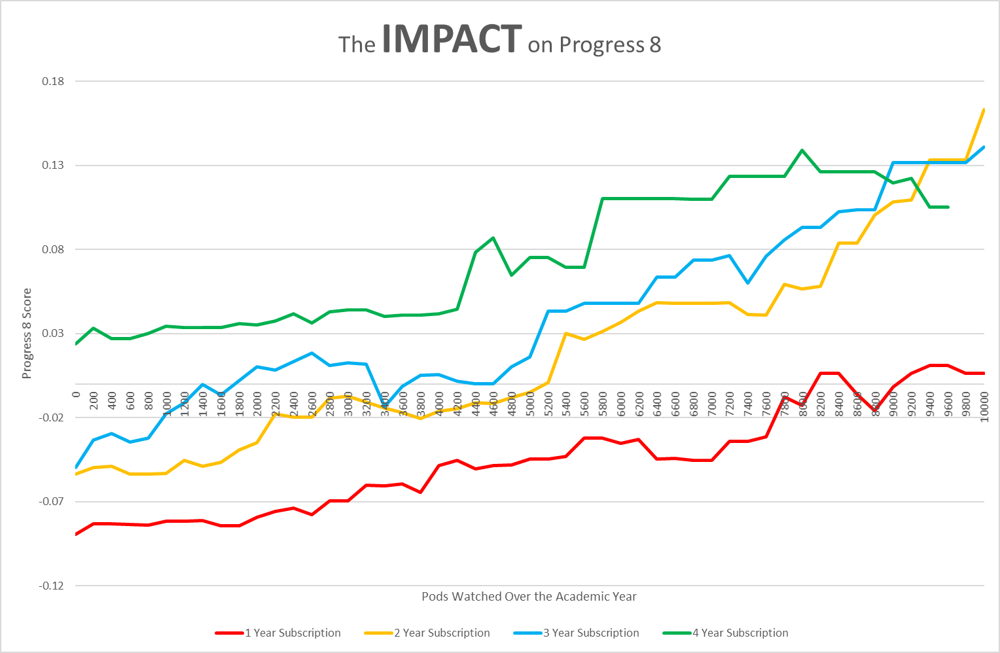 The IMPACT on Progress 8
0.18
0.13
0.08
0.03
-0.02
-0.07
-0.12
Progress 8 Score
0 200 400 600 800 1000 1200 1400 1600 1800 2000 2200 2400 2600 2800 3000 3200 3400 3600 3800 4000 4200 4400 4600 4800 5000 5200 5400 5600 5800 6000 6200 6400 6600 6800 7000 7200 7400 7600 7800 8000 8200 8400 8600 8800 9000 9200 9400 9600 9800 10000
Pods Watched Over the Academic Year
1 Year Subscription 2 Year Subscription 3 Year Subscription 4 Year Subscription